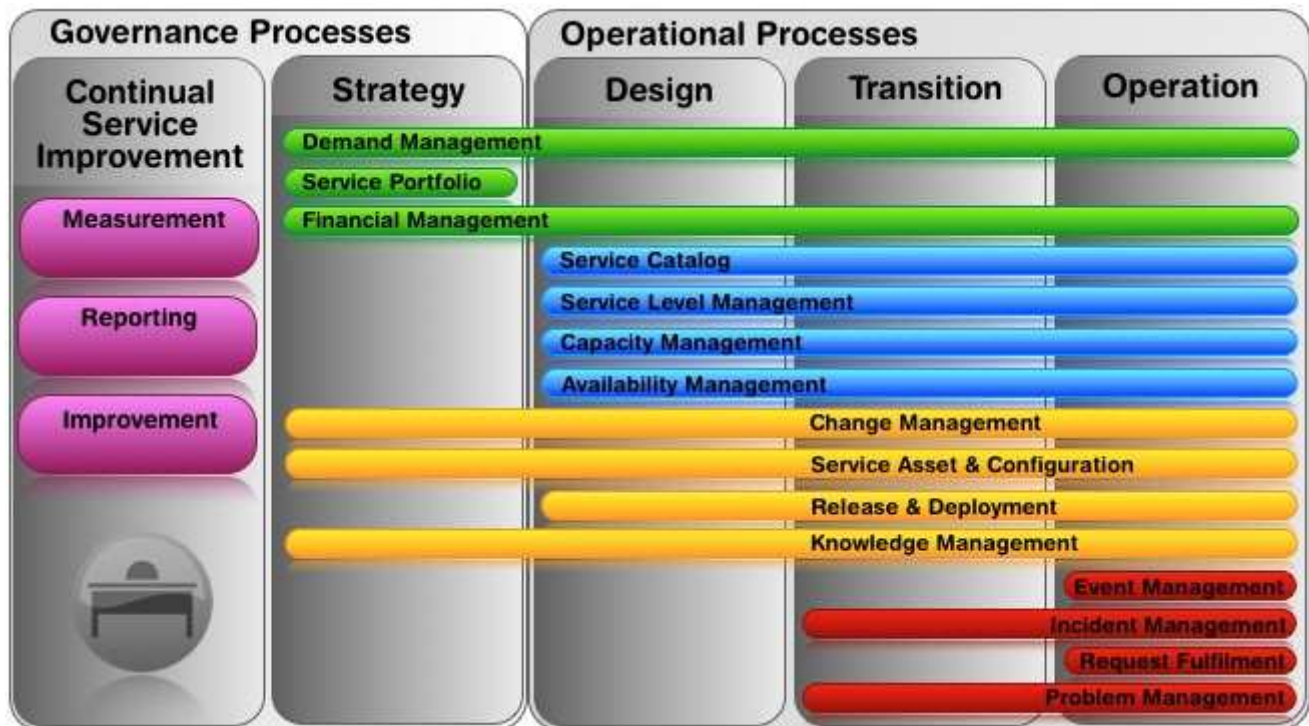 Governance Processes
Operational Processes
Continual
Service
Improvement
Strategy
Design
Transition
Operation
Measurement
Reporting
Improvement
Demand Management
Service Portfolio
Financial Management
Service Catalog
Service Level Management
Capacity Management
Availability Management
Change Management
Service Asset & Configuration
Release & Deployment
Knowledge Management
Event Management
Incident Management
Request Fulfilment
Problem Management